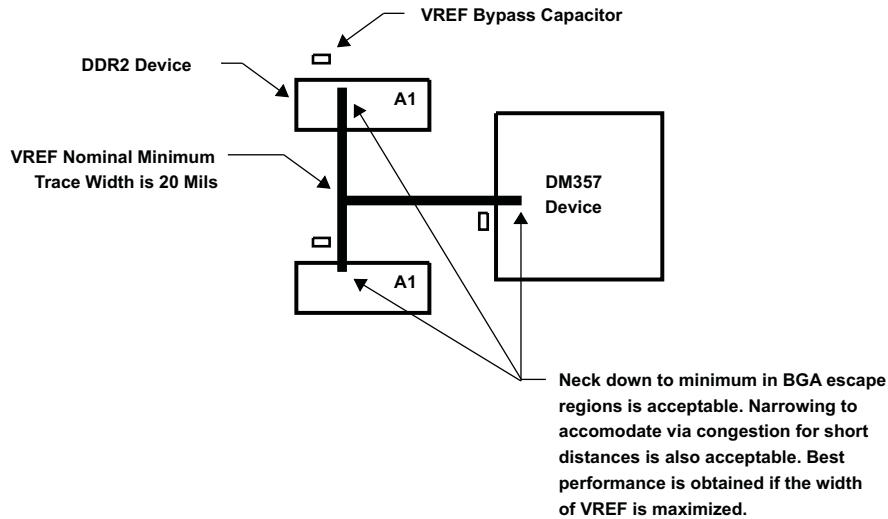 VREF Bypass Capacitor
DDR2 Device
A1
VREF Nominal Minimum
Trace Width is 20 Mils
DM357
Device
A1
Neck down to minimum in BGA escape
regions is acceptable. Narrowing to
accomodate via congestion for short
distances is also acceptable. Best
performance is obtained if the width
of VREF is maximized.